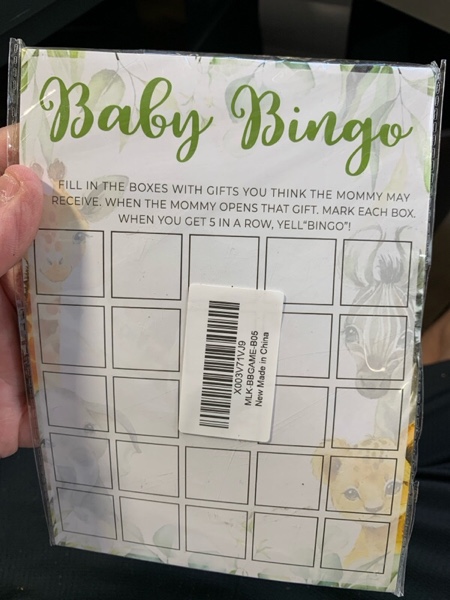 Baby Bingo
FILL IN THE BOXES WITH GIFTS YOU THINK THE MOMMY MAY
RECEIVE. WHEN THE MOMMY OPENS THAT GIFT. MARK EACH BOX.
WHEN YOU GET 5 IN A ROW, YELL"BINGO"!
X003V71VJ9
MLK-BBGAME-B05
New Made in China